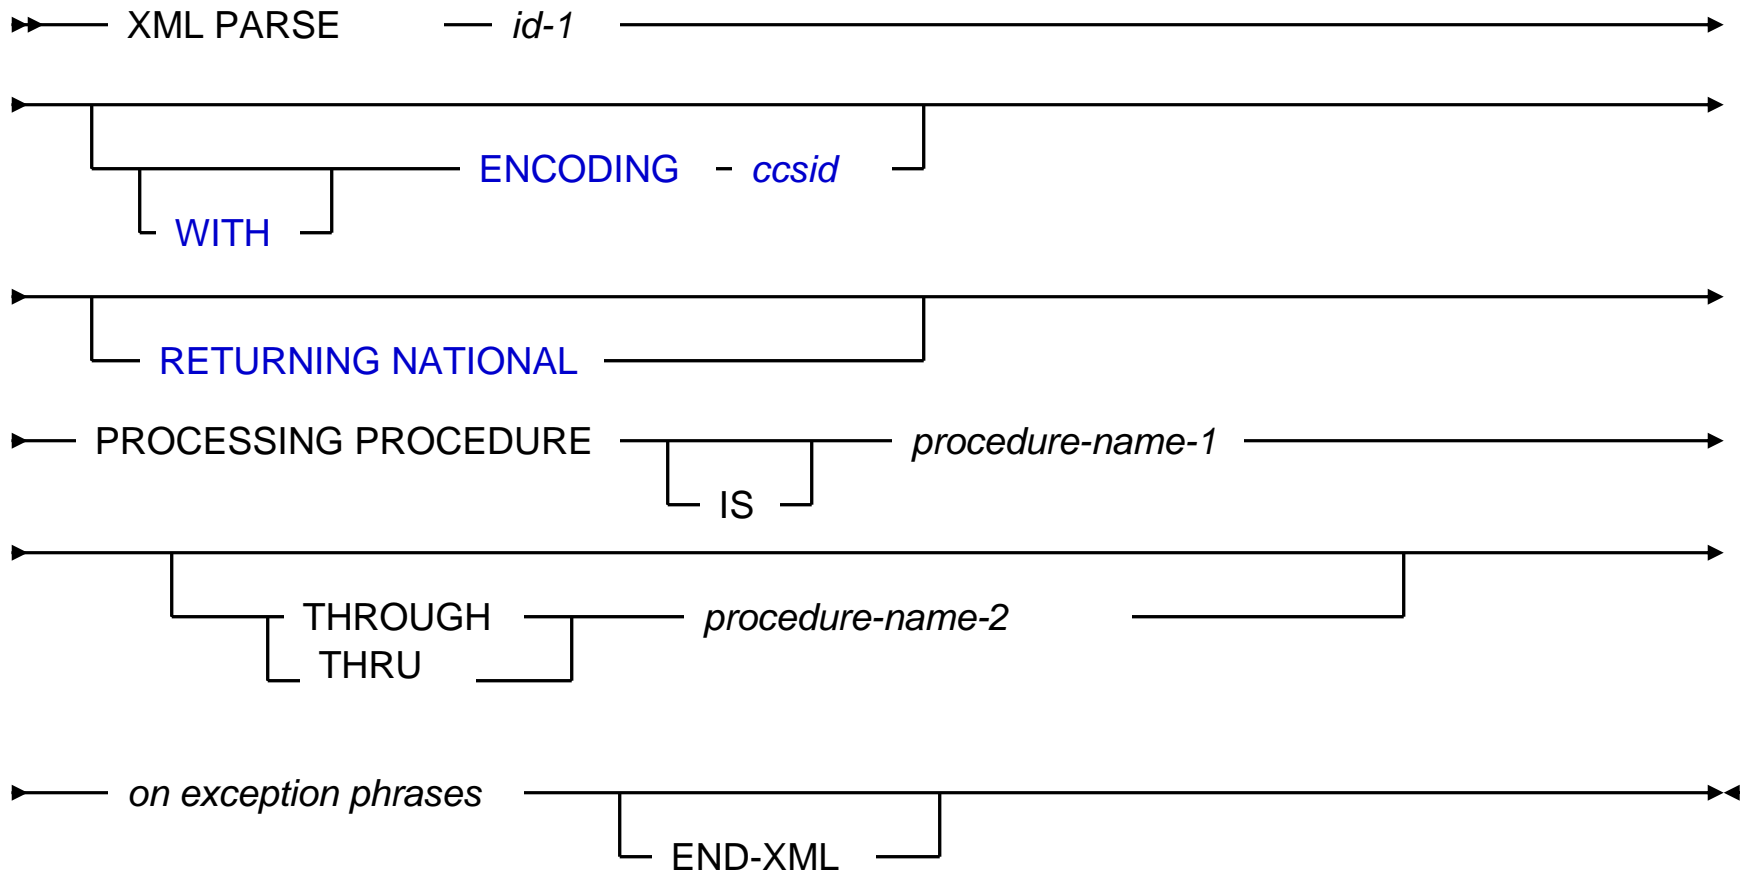 XML PARSE id-1
ENCODING ccsid
WITH
RETURNING NATIONAL
PROCESSING PROCEDURE procedure-name-1
IS
THROUGH procedure-name-2
THRU
on exception phrases
END-XML